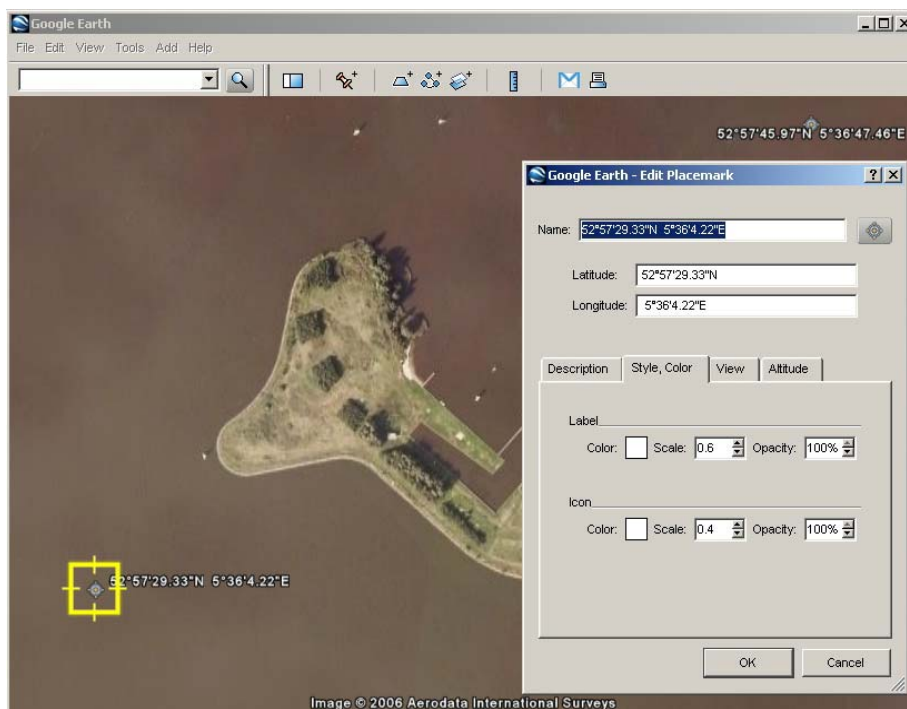 Google Earth
File Edit View Tools Add Help
52°57'45.97"N 5°36'47.46"E
Google Earth - Edit Placemark
Name: 52°57'29.33"N 5°36'4.22"E
Latitude: 52°57'29.33"N
Longitude: 5°36'4.22"E
Description Style, Color View Altitude
Label
Color: Scale: 0.6 Opacity: 100%
Icon
Color: Scale: 0.4 Opacity: 100%
52°57'29.33"N 5°36'4.22"E
OK Cancel
Image © 2006 Aerodata International Surveys